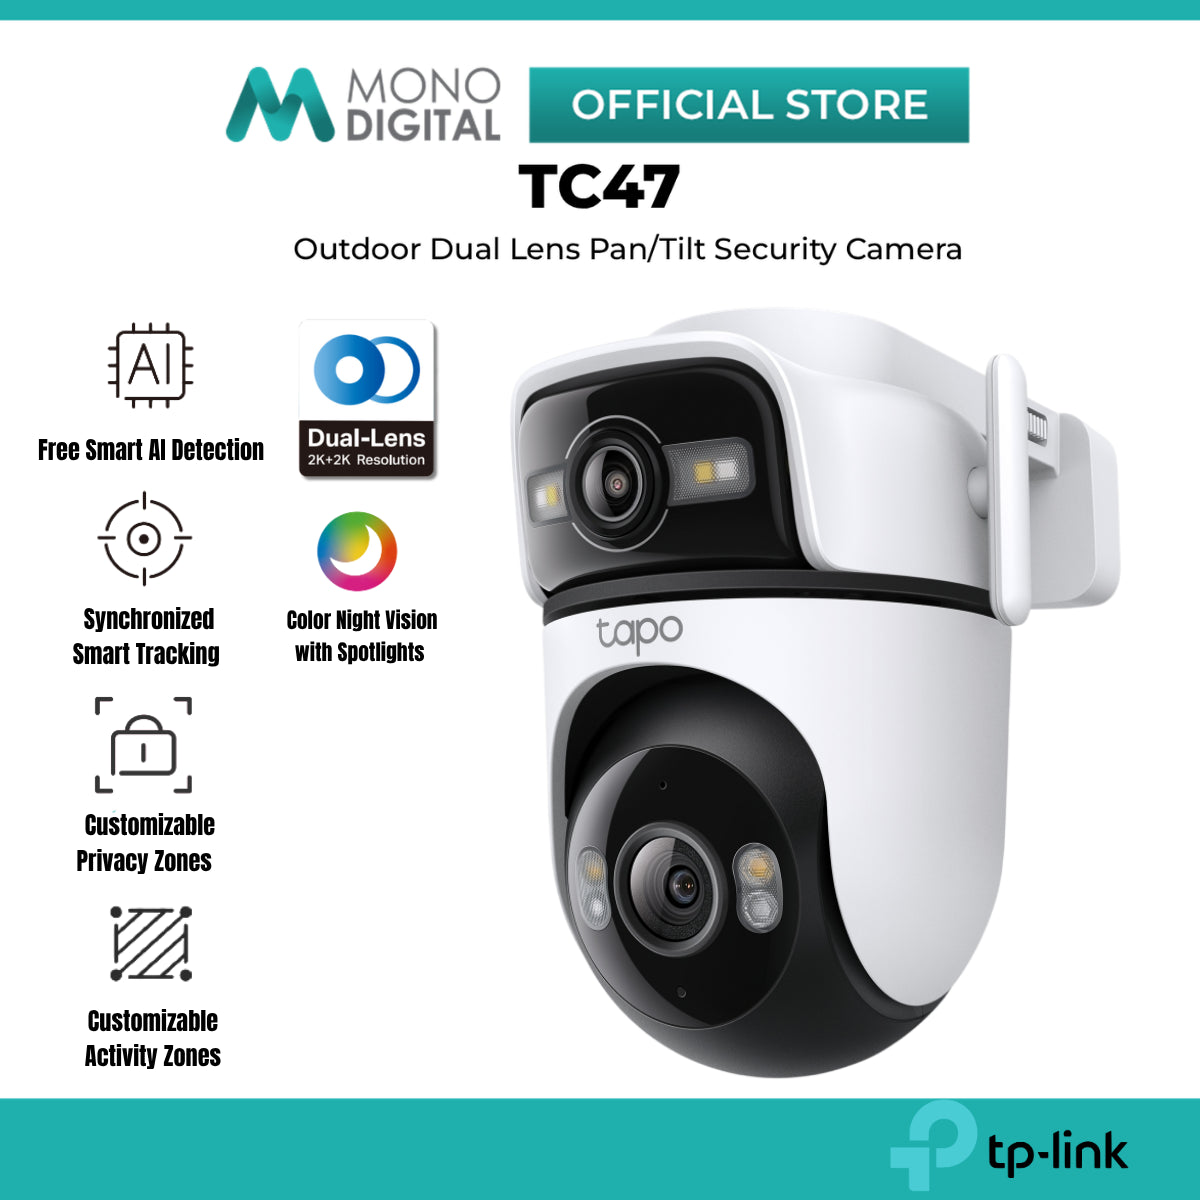 MONO
DIGITAL
OFFICIAL STORE
TC47
Outdoor Dual Lens Pan/Tilt Security Camera
AI
Free Smart AI Detection
Dual-Lens
2K+2K Resolution
Synchronized
Smart Tracking
Color Night Vision
with Spotlights
Customizable
Privacy Zones
Customizable
Activity Zones
tapo
tp-link